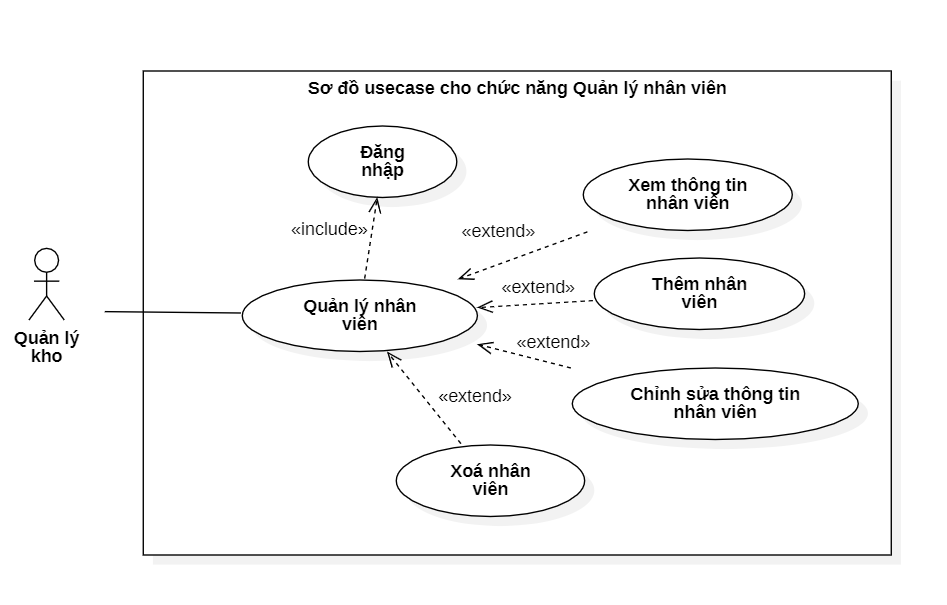 Sơ đồ usecase cho chức năng Quản lý nhân viên
Đăng
nhập
Xem thông tin
nhân viên
«include»
«extend»
Thêm nhân
viên
«extend»
Quản lý nhân
viên
Quản lý
kho
«extend»
Chỉnh sửa thông tin
nhân viên
«extend»
Xoá nhân
viên